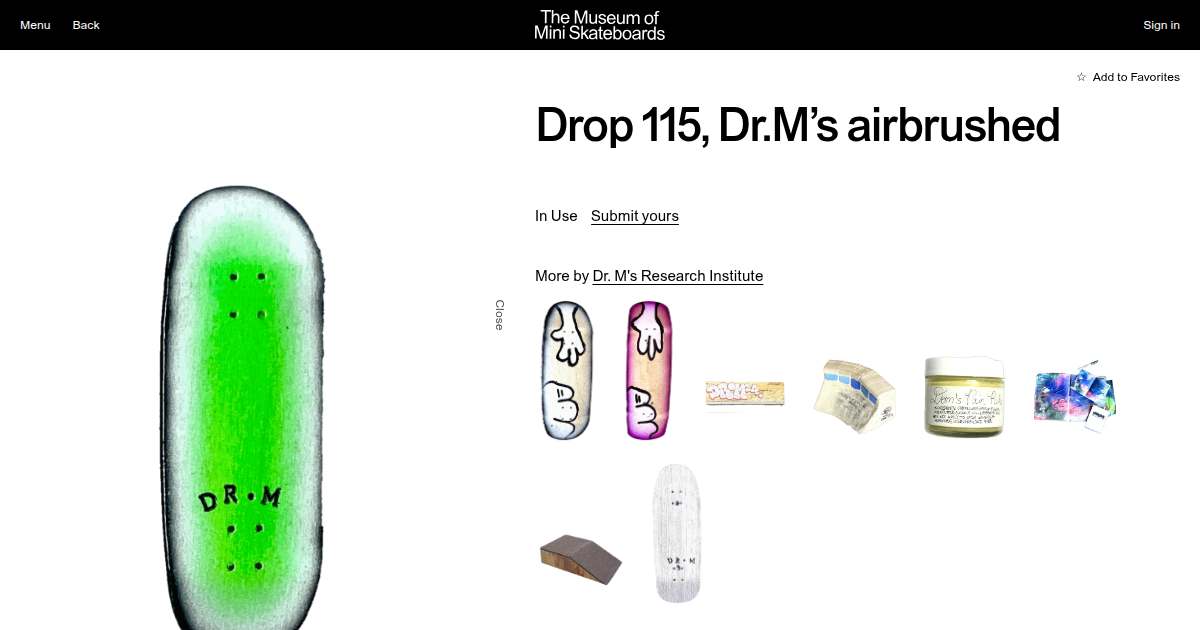 Menu
Back
The Museum of
Mini Skateboards
Sign in
☆ Add to Favorites
Drop 115, Dr.M’s airbrushed
In Use Submit yours
More by Dr. M's Research Institute
Close
DR•M
DR•M